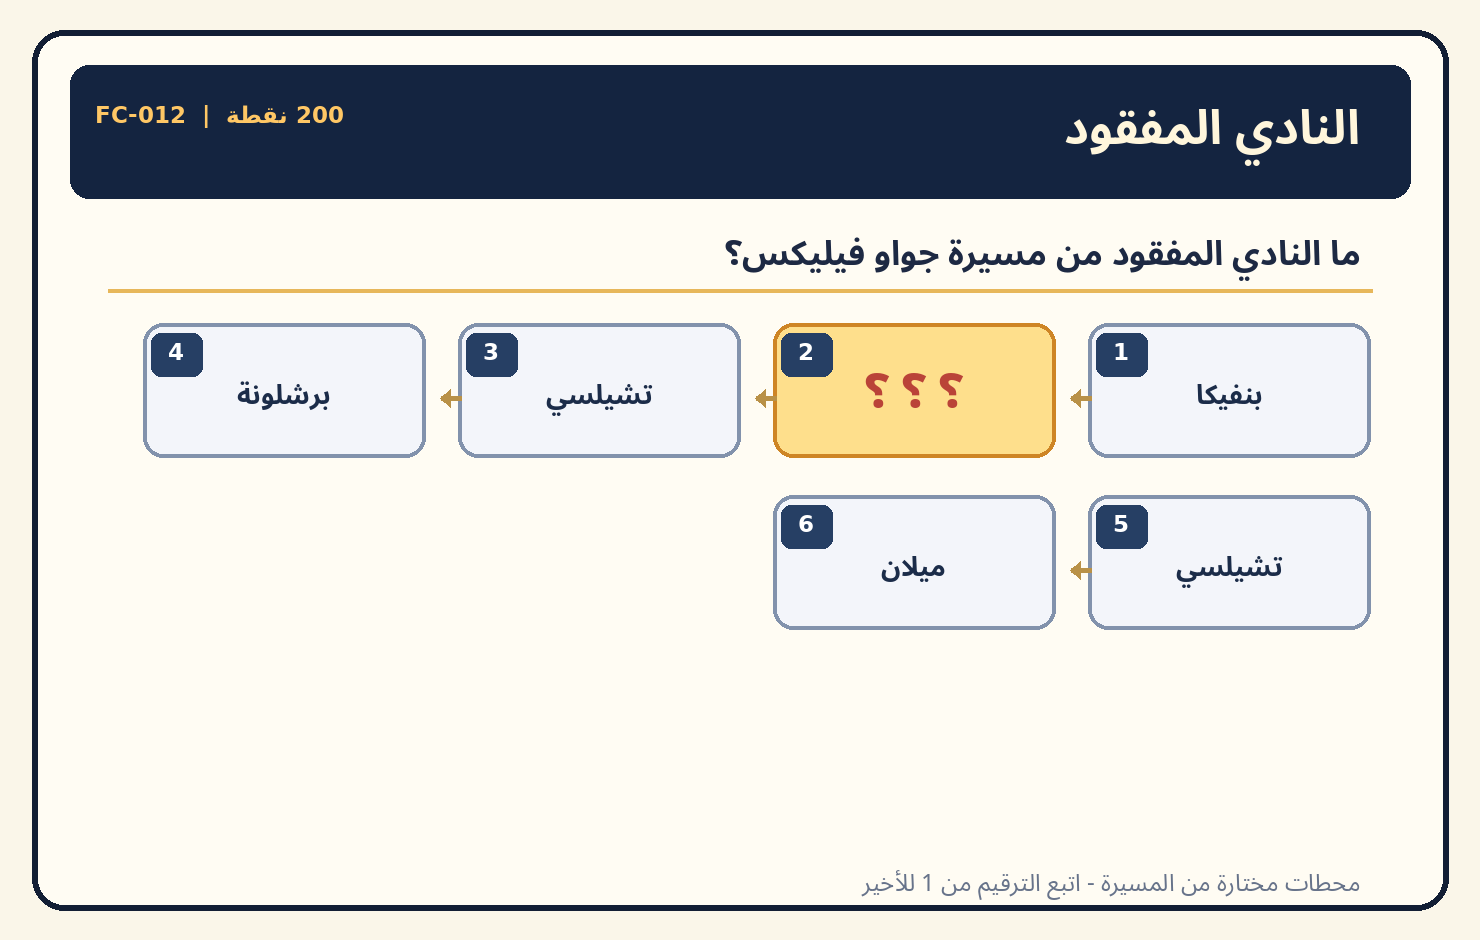 النادي المفقود
200 نقطة | FC-012
ما النادي المفقود من مسيرة جواو فيليكس؟
1
بنفيكا
2
؟؟؟
3
تشيلسي
4
برشلونة
5
تشيلسي
6
ميلان
محطات مختارة من المسيرة - اتبع الترقيم من 1 للأخير